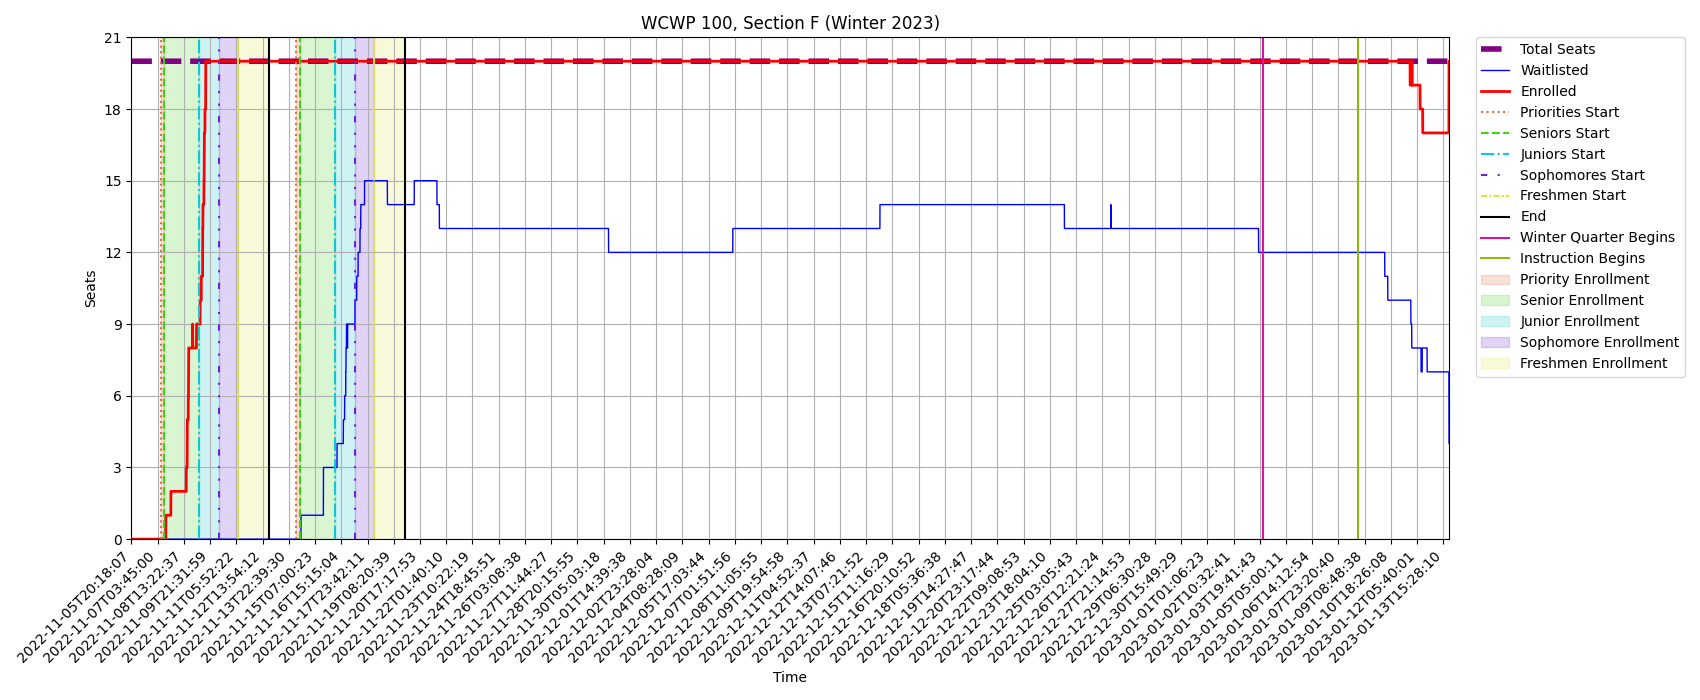 WCWP 100, Section F (Winter 2023)
21
18
15
12
9
6
3
0
Seats
2022-11-05T20:18:07
2022-11-07T03:45:00
2022-11-08T13:22:37
2022-11-09T21:31:59
2022-11-11T05:52:22
2022-11-12T13:54:12
2022-11-13T22:39:30
2022-11-15T07:00:23
2022-11-16T15:15:04
2022-11-17T23:42:11
2022-11-19T08:20:39
2022-11-20T17:17:53
2022-11-22T01:40:10
2022-11-23T10:22:19
2022-11-24T18:45:51
2022-11-26T03:08:38
2022-11-27T11:44:27
2022-11-28T20:15:55
2022-11-30T05:03:18
2022-12-01T14:39:38
2022-12-02T23:28:04
2022-12-04T08:28:09
2022-12-05T17:03:44
2022-12-07T01:51:56
2022-12-08T11:05:55
2022-12-09T19:54:58
2022-12-11T04:52:37
2022-12-12T14:07:46
2022-12-13T07:21:52
2022-12-15T11:16:29
2022-12-16T20:10:52
2022-12-18T05:36:38
2022-12-19T14:27:47
2022-12-20T23:17:44
2022-12-22T09:08:53
2022-12-23T18:04:10
2022-12-25T03:05:43
2022-12-26T12:21:24
2022-12-27T21:14:53
2022-12-29T06:30:28
2022-12-30T15:49:29
2023-01-01T01:06:23
2023-01-02T10:32:41
2023-01-03T19:41:43
2023-01-05T05:00:11
2023-01-06T14:12:54
2023-01-07T23:20:40
2023-01-09T08:48:38
2023-01-10T18:26:08
2023-01-12T05:40:01
2023-01-13T15:28:10
Time
Total Seats
Waitlisted
Enrolled
Priorities Start
Seniors Start
Juniors Start
Sophomores Start
Freshmen Start
End
Winter Quarter Begins
Instruction Begins
Priority Enrollment
Senior Enrollment
Junior Enrollment
Sophomore Enrollment
Freshmen Enrollment